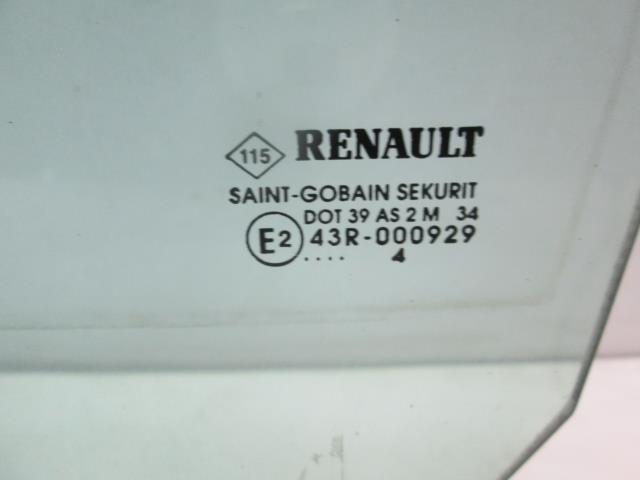 115 RENAULT
SAINT-GOBAIN SEKURIT
DOT 39 AS 2 M 34
E2 43R-000929
.... 4